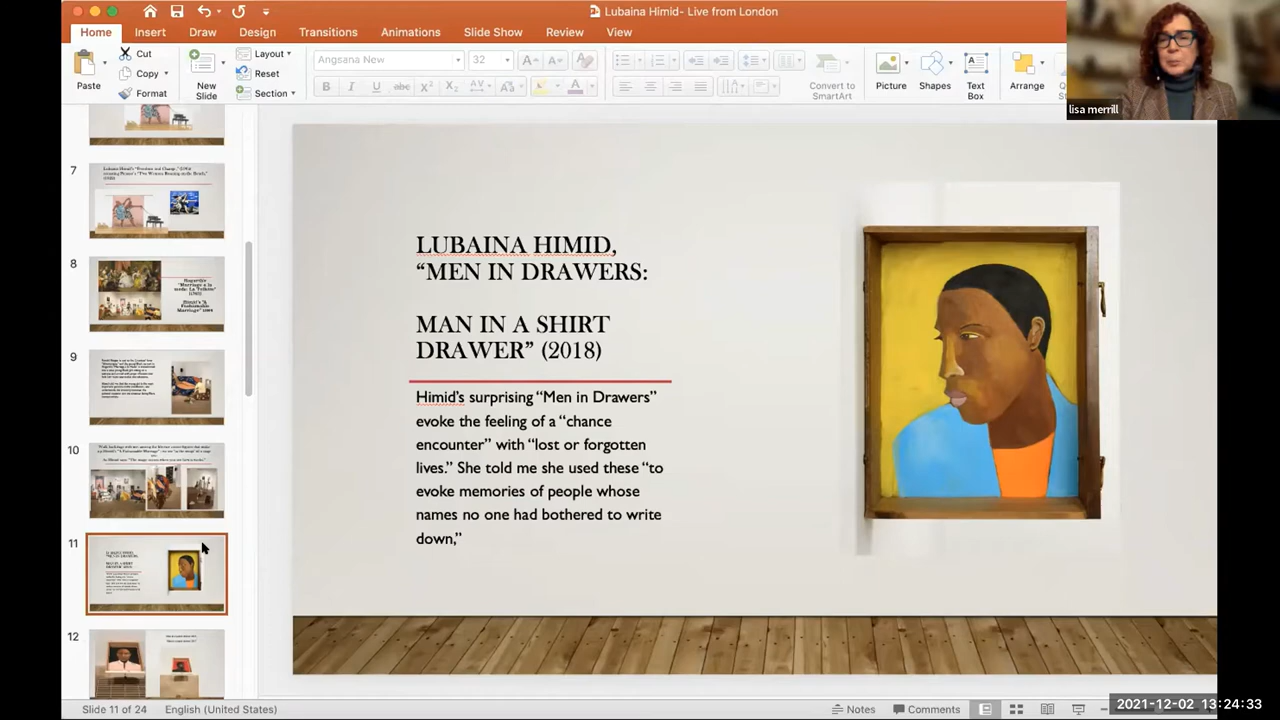 Lubaina Himid- Live from London
Home Insert Draw Design Transitions Animations Slide Show Review View
Paste
Cut
Copy
Format
New
Slide
Layout
Reset
Section
Angsana New
32
Convert to
SmartArt
Picture
Shapes
Text
Box
Arrange
lisa merrill
7
8
9
10
11
12
LUBAINA HIMID,
“MEN IN DRAWERS:
MAN IN A SHIRT
DRAWER” (2018)
Himid’s surprising “Men in Drawers”
evoke the feeling of a “chance
encounter” with “lost or forgotten
lives.” She told me she used these “to
evoke memories of people whose
names no one had bothered to write
down,”
Slide 11 of 24
English (United States)
Notes
Comments
2021-12-02 13:24:33